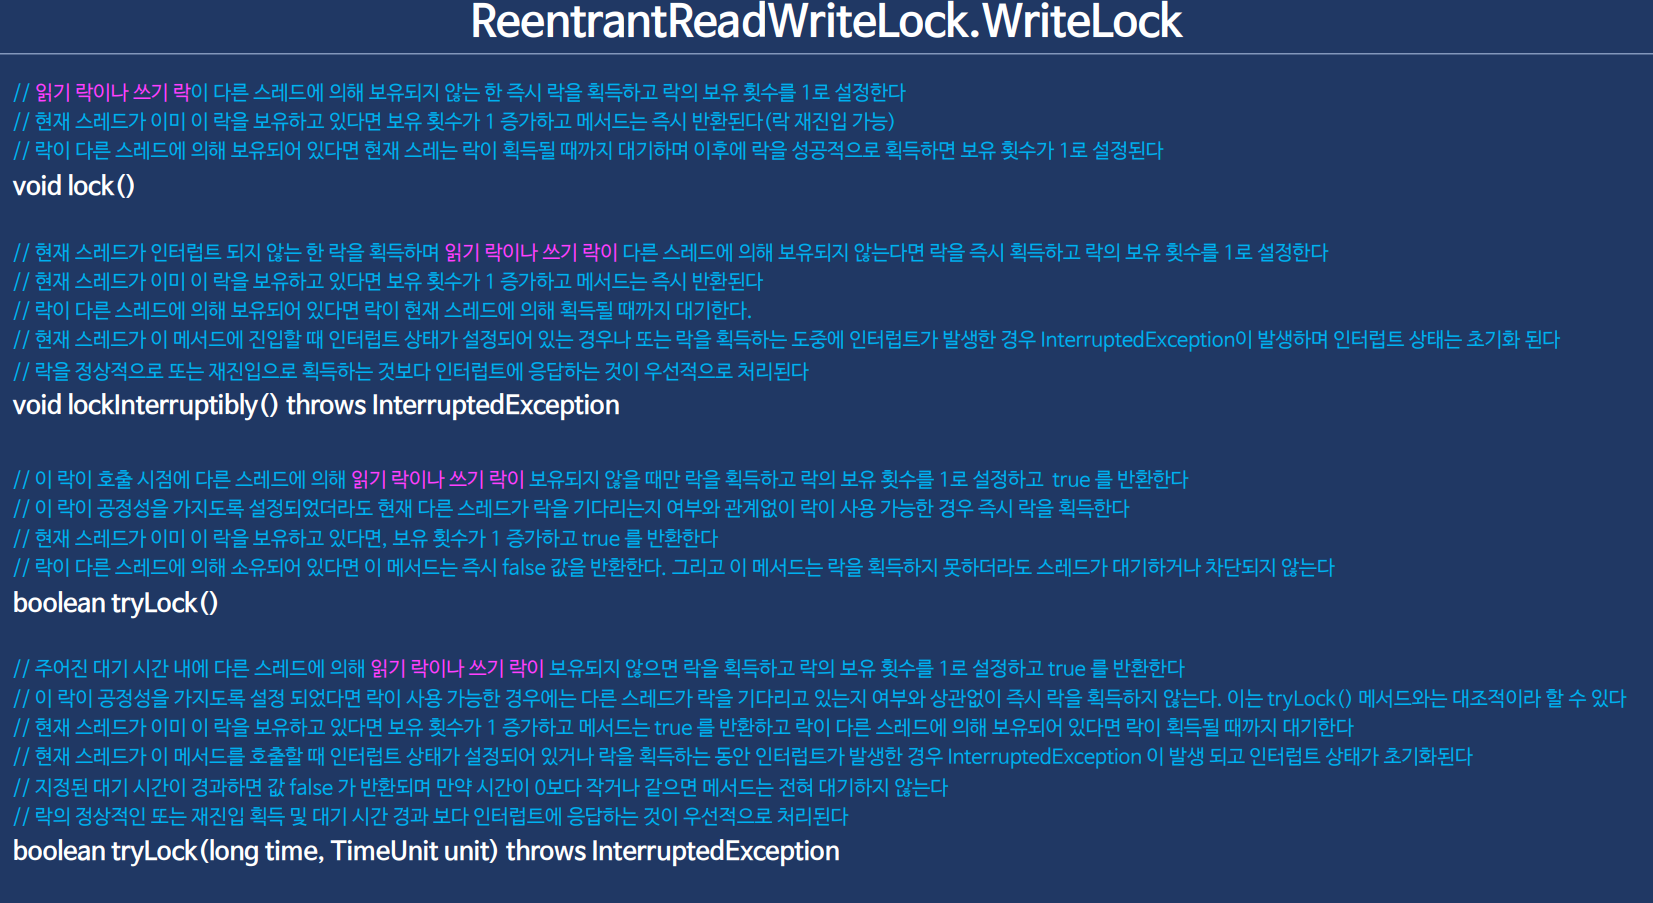 ReentrantReadWriteLock.WriteLock
// 읽기 락이나 쓰기 락이 다른 스레드에 의해 보유되지 않는 한 즉시 락을 획득하고 락의 보유 횟수를 1로 설정한다
// 현재 스레드가 이미 이 락을 보유하고 있다면 보유 횟수가 1 증가하고 메서드는 즉시 반환된다(락 재진입 가능)
// 락이 다른 스레드에 의해 보유되어 있다면 현재 스레는 락이 획득될 때까지 대기하며 이후에 락을 성공적으로 획득하면 보유 횟수가 1로 설정된다
void lock()
// 현재 스레드가 인터럽트 되지 않는 한 락을 획득하며 읽기 락이나 쓰기 락이 다른 스레드에 의해 보유되지 않는다면 락을 즉시 획득하고 락의 보유 횟수를 1로 설정한다
// 현재 스레드가 이미 이 락을 보유하고 있다면 보유 횟수가 1 증가하고 메서드는 즉시 반환된다
// 락이 다른 스레드에 의해 보유되어 있다면 락이 현재 스레드에 의해 획득될 때까지 대기한다.
// 현재 스레드가 이 메서드에 진입할 때 인터럽트 상태가 설정되어 있는 경우나 또는 락을 획득하는 도중에 인터럽트가 발생한 경우 InterruptedException이 발생하며 인터럽트 상태는 초기화 된다
// 락을 정상적으로 또는 재진입으로 획득하는 것보다 인터럽트에 응답하는 것이 우선적으로 처리된다
void lockInterruptibly() throws InterruptedException
// 이 락이 호출 시점에 다른 스레드에 의해 읽기 락이나 쓰기 락이 보유되지 않을 때만 락을 획득하고 락의 보유 횟수를 1로 설정하고 true 를 반환한다
// 이 락이 공정성을 가지도록 설정되었더라도 현재 다른 스레드가 락을 기다리는지 여부와 관계없이 락이 사용 가능한 경우 즉시 락을 획득한다
// 현재 스레드가 이미 이 락을 보유하고 있다면, 보유 횟수가 1 증가하고 true 를 반환한다
// 락이 다른 스레드에 의해 소유되어 있다면 이 메서드는 즉시 false 값을 반환한다. 그리고 이 메서드는 락을 획득하지 못하더라도 스레드가 대기하거나 차단되지 않는다
boolean tryLock()
// 주어진 대기 시간 내에 다른 스레드에 의해 읽기 락이나 쓰기 락이 보유되지 않으면 락을 획득하고 락의 보유 횟수를 1로 설정하고 true 를 반환한다
// 이 락이 공정성을 가지도록 설정 되었다면 락이 사용 가능한 경우에는 다른 스레드가 락을 기다리고 있는지 여부와 상관없이 즉시 락을 획득하지 않는다. 이는 tryLock() 메서드와는 대조적이라 할 수 있다
// 현재 스레드가 이미 이 락을 보유하고 있다면 보유 횟수가 1 증가하고 메서드는 true 를 반환하고 락이 다른 스레드에 의해 보유되어 있다면 락이 획득될 때까지 대기한다
// 현재 스레드가 이 메서드를 호출할 때 인터럽트 상태가 설정되어 있거나 락을 획득하는 동안 인터럽트가 발생한 경우 InterruptedException 이 발생 되고 인터럽트 상태가 초기화된다
// 지정된 대기 시간이 경과하면 값 false 가 반환되며 만약 시간이 0보다 작거나 같으면 메서드는 전혀 대기하지 않는다
// 락의 정상적인 또는 재진입 획득 및 대기 시간 경과 보다 인터럽트에 응답하는 것이 우선적으로 처리된다
boolean tryLock(long time, TimeUnit unit) throws InterruptedException